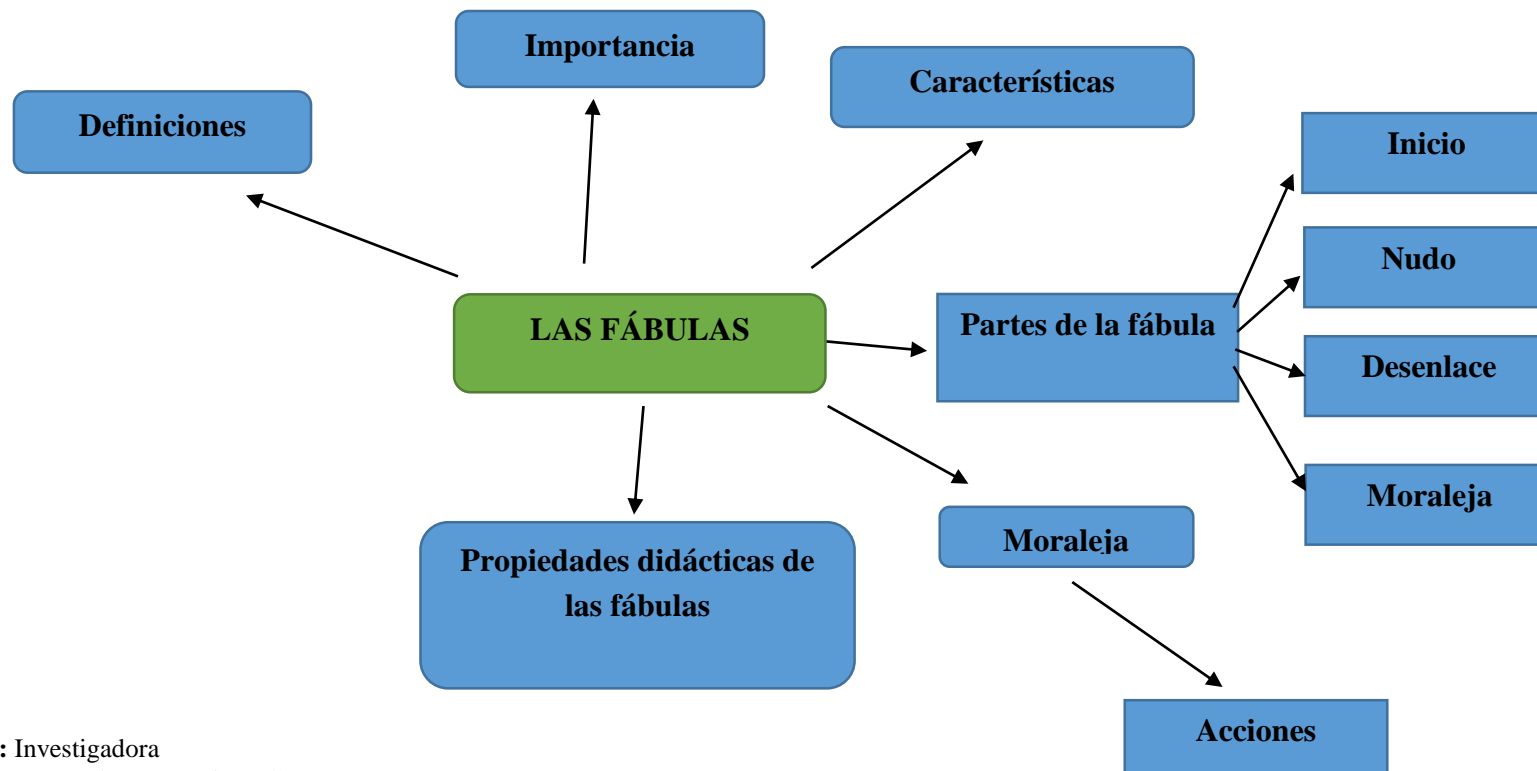 Importancia
Característicias
Definiciones
Inicio
Nudo
LAS FÁBULAS
Partes de la fábula
Desenlace
Moraleja
Moraleja
Propiedades didácticas de
las fábulas
Acciones
: Investigadora